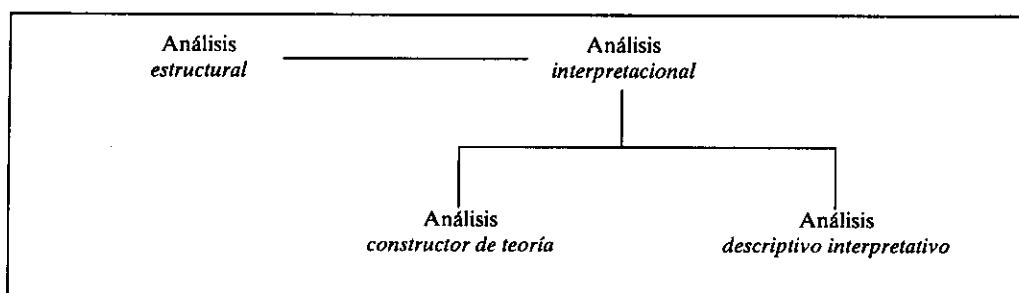 Análisis
estructural
Análisis
interpretacional
Análisis
constructor de teoría
Análisis
descriptivo interpretativo